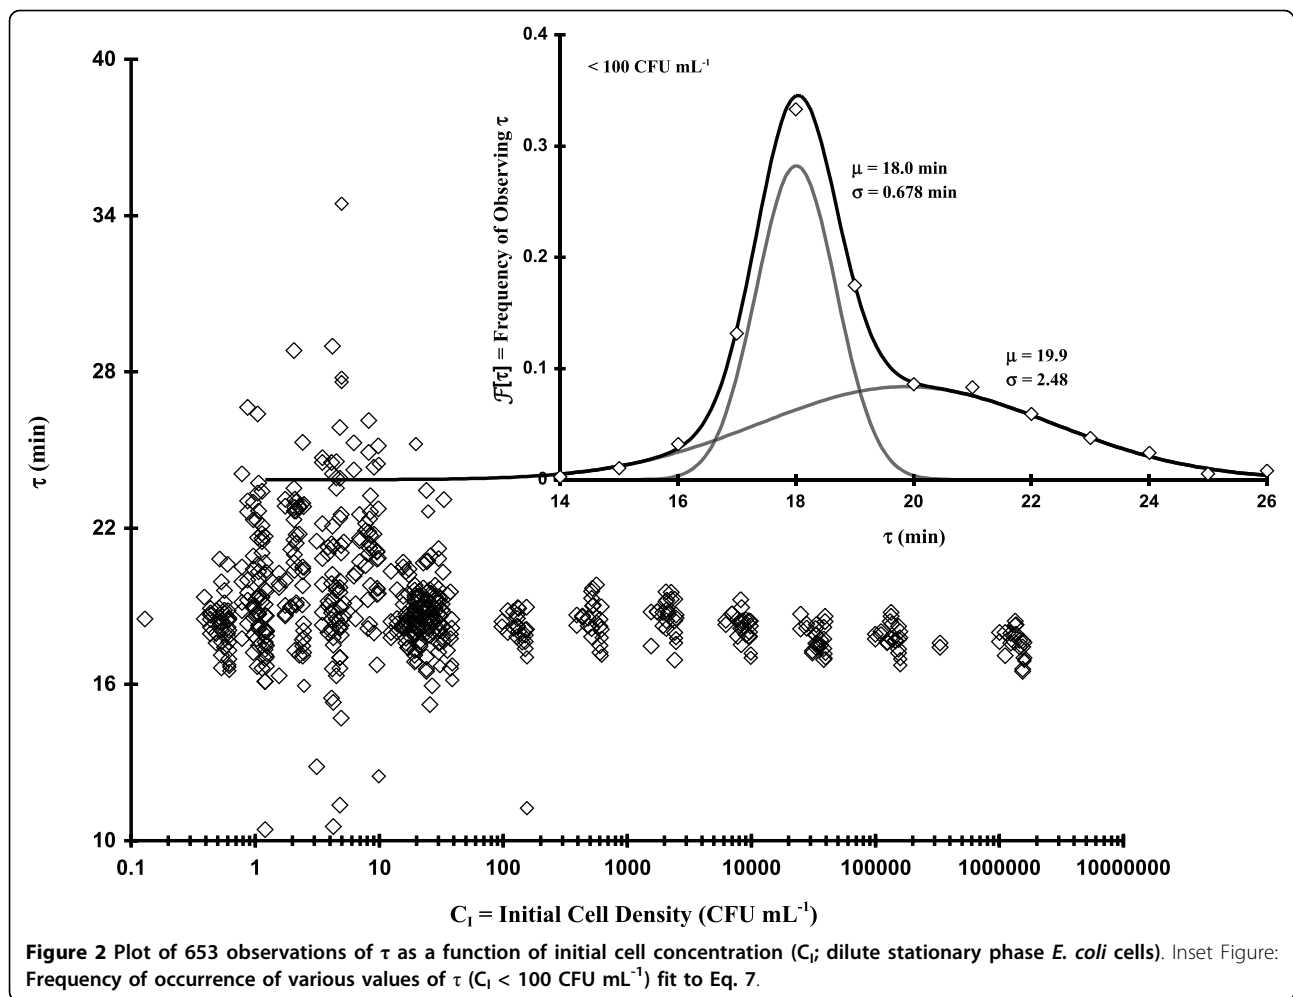 40
34
28
22
16
10
τ (min)
0.1
1
10
100
1000
10000
100000
1000000
10000000
C_I = Initial Cell Density (CFU mL⁻¹)
0.4
0.3
0.2
0.1
0
ℱ[τ] = Frequency of Observing τ
< 100 CFU mL⁻¹
μ = 18.0 min
σ = 0.678 min
μ = 19.9
σ = 2.48
14
16
18
20
22
24
26
τ (min)
Figure 2 Plot of 653 observations of τ as a function of initial cell concentration (C_I; dilute stationary phase E. coli cells). Inset Figure:
Frequency of occurrence of various values of τ (C_I < 100 CFU mL⁻¹) fit to Eq. 7.